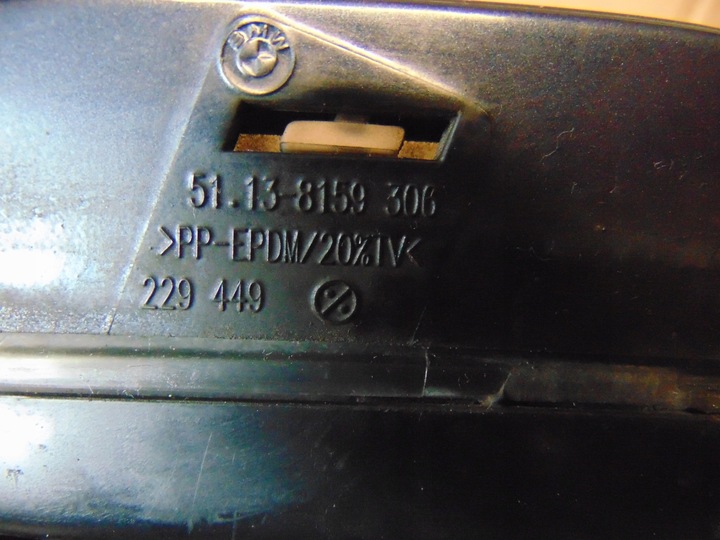 BMW
51.13-8159 306
>PP-EPDM/20%TV<
229 449